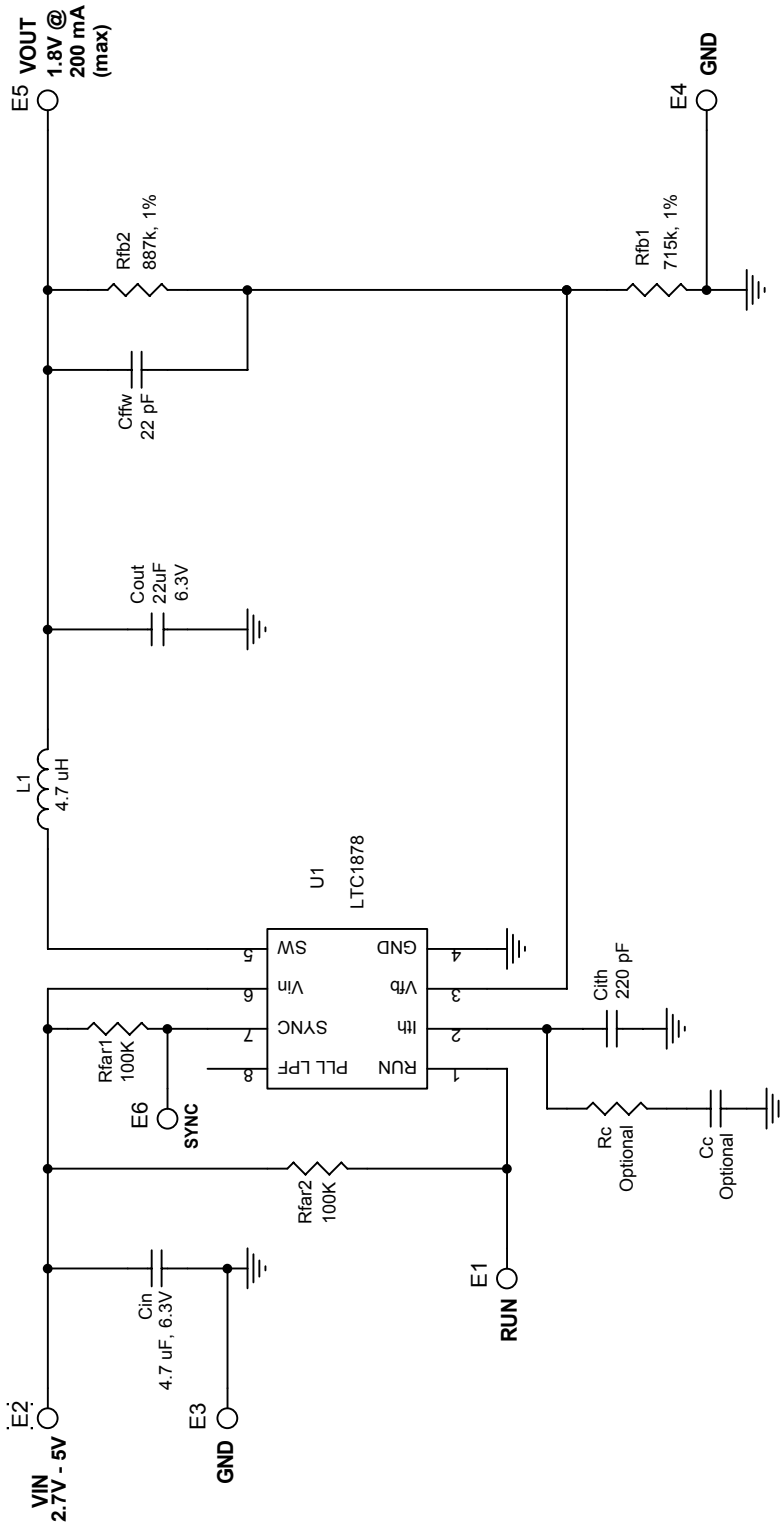 VIN
2.7V - 5V
E2
E3
GND
Cin
4.7 uF, 6.3V
E1
RUN
Rfar2
100K
E6
SYNC
Rfar1
100K
8
7
6
5
PLL LPF
SYNC
Vin
SW
RUN
Ith
Vfb
GND
1
2
3
4
U1
LTC1878
Rc
Optional
Cc
Optional
Cith
220 pF
L1
4.7 uH
Cout
22uF
6.3V
Cffw
22 pF
Rfb2
887k, 1%
Rfb1
715k, 1%
E5
VOUT
1.8V @
200 mA
(max)
E4
GND